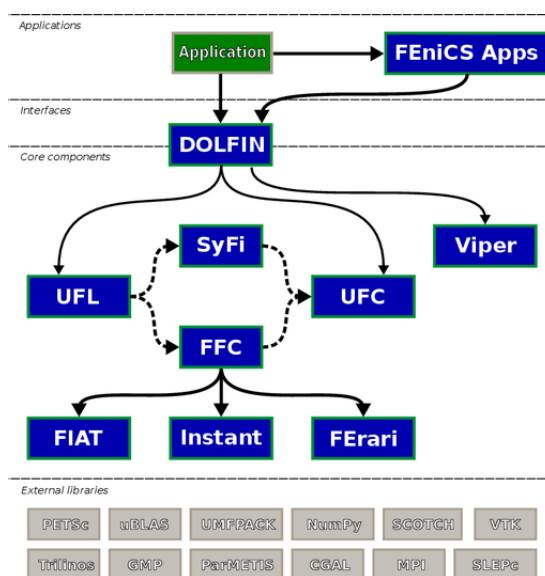 Applications
Application
FEniCS Apps
Interfaces
DOLFIN
Core components
SyFi
Viper
UFL
UFC
FFC
FIAT
Instant
FErari
External libraries
PETSc
uBLAS
UMFPACK
NumPy
SCOTCH
VTK
Trilinos
GMP
ParMETIS
CGAL
MPI
SLEPc